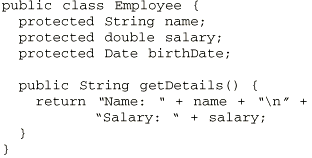 public class Employee {
protected String name;
protected double salary;
protected Date birthDate;
public String getDetails() {
return “Name: " + name + "\n” +
“Salary: “ + salary;
}
}